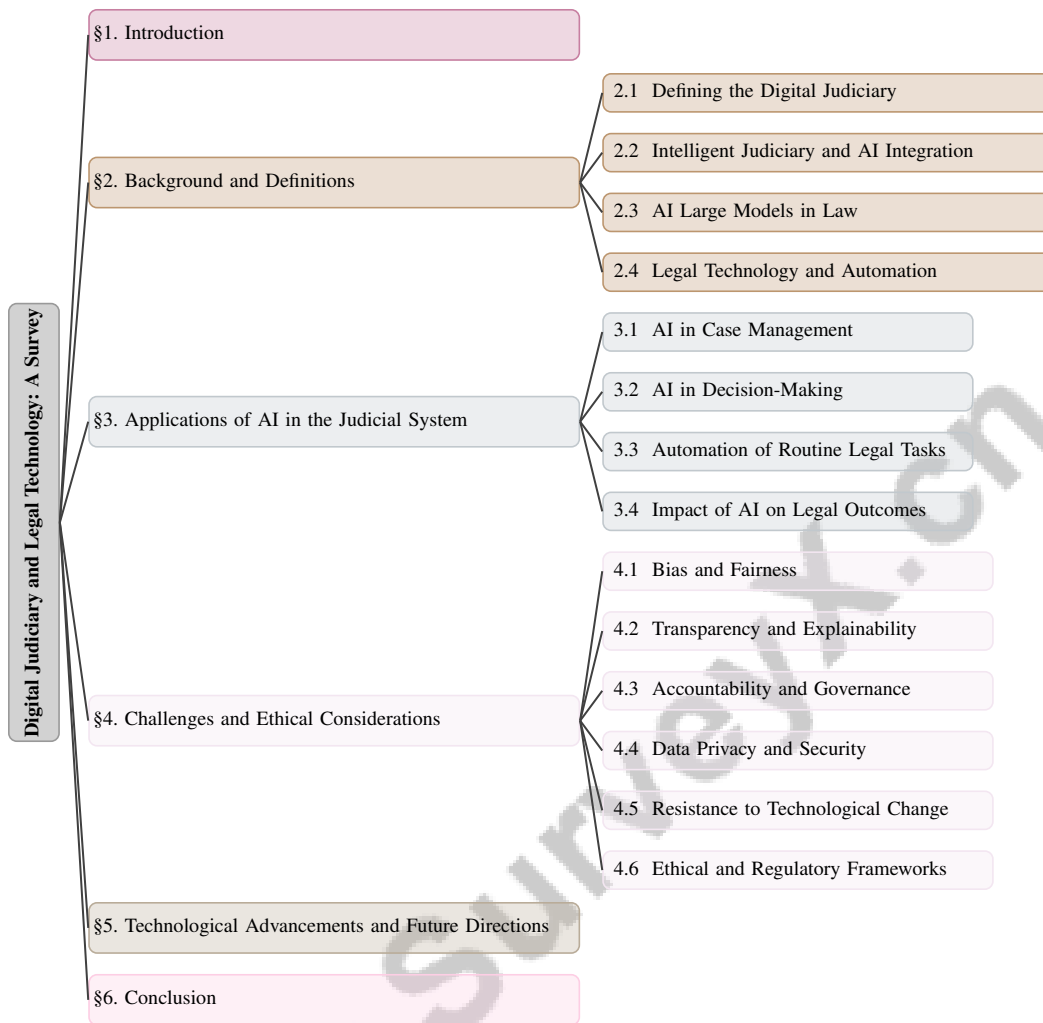 Digital Judiciary and Legal Technology: A Survey
§1. Introduction
§2. Background and Definitions
2.1 Defining the Digital Judiciary
2.2 Intelligent Judiciary and AI Integration
2.3 AI Large Models in Law
2.4 Legal Technology and Automation
§3. Applications of AI in the Judicial System
3.1 AI in Case Management
3.2 AI in Decision-Making
3.3 Automation of Routine Legal Tasks
3.4 Impact of AI on Legal Outcomes
§4. Challenges and Ethical Considerations
4.1 Bias and Fairness
4.2 Transparency and Explainability
4.3 Accountability and Governance
4.4 Data Privacy and Security
4.5 Resistance to Technological Change
4.6 Ethical and Regulatory Frameworks
§5. Technological Advancements and Future Directions
§6. Conclusion
SurveyX.cn